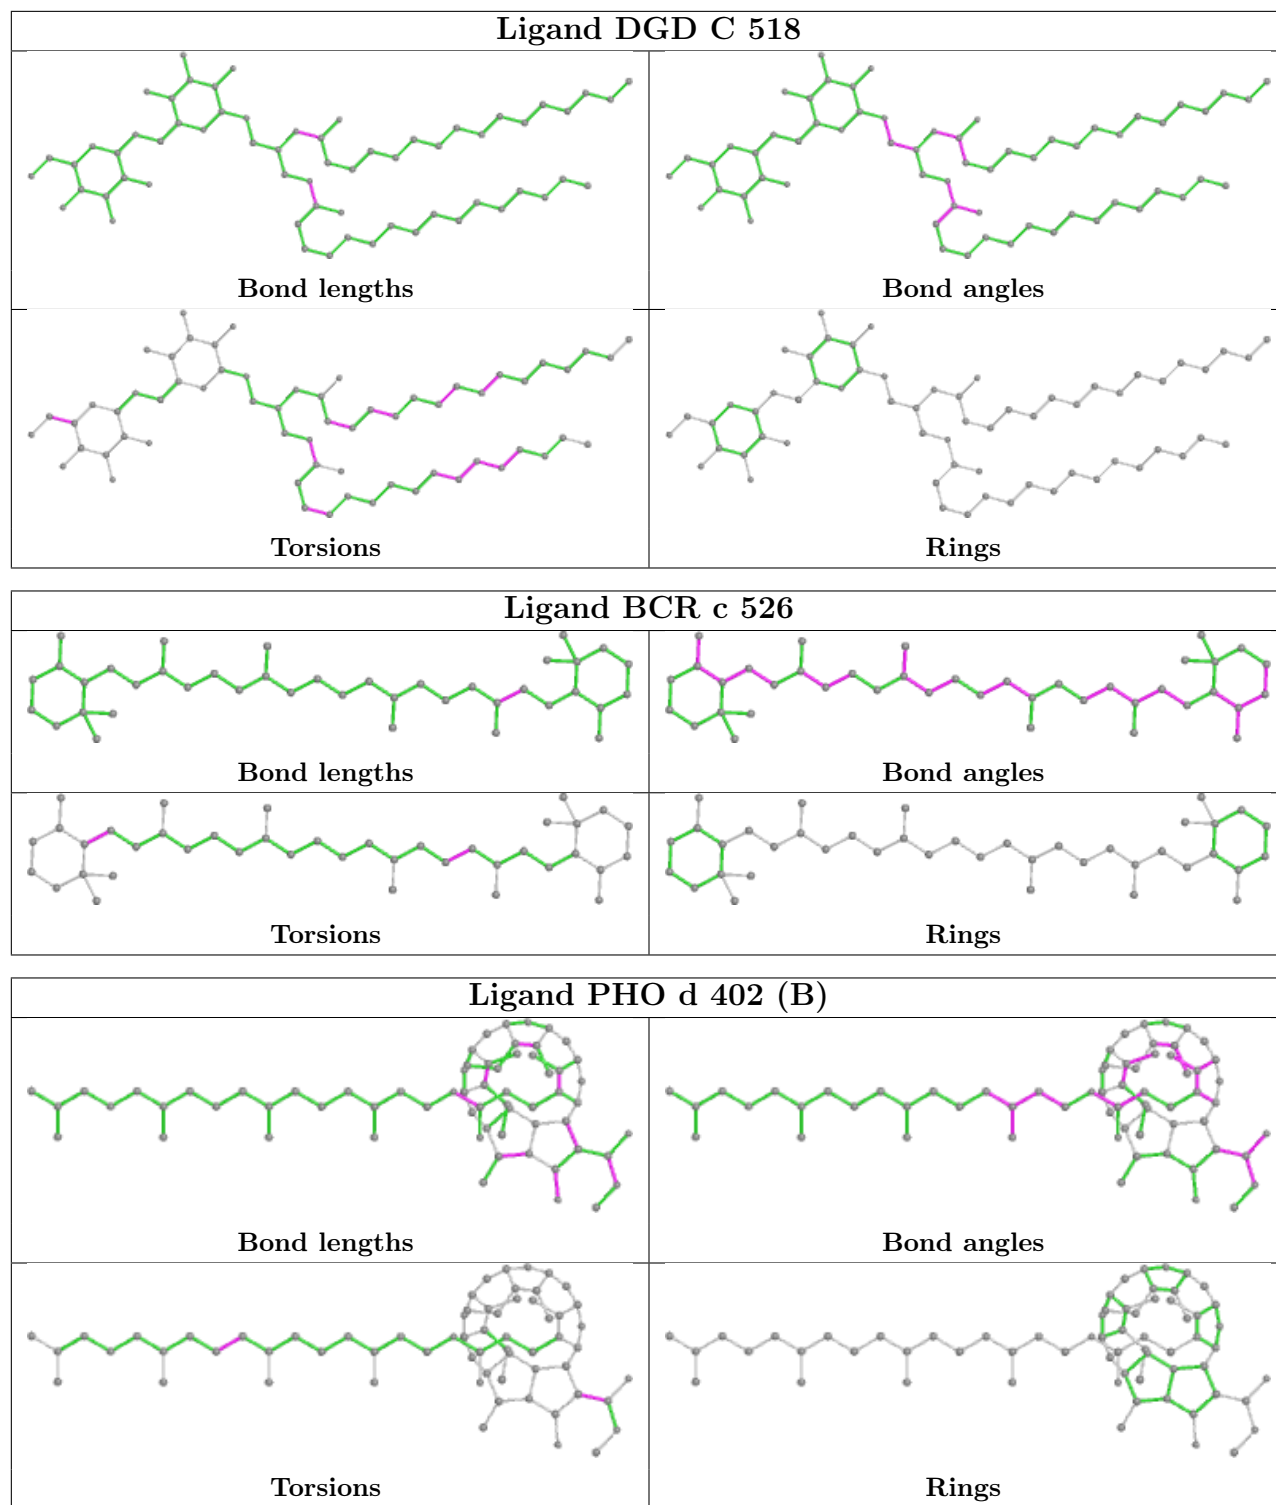 Ligand DGD C 518
Bond lengths
Bond angles
Torsions
Rings
Ligand BCR c 526
Bond lengths
Bond angles
Torsions
Rings
Ligand PHO d 402 (B)
Bond lengths
Bond angles
Torsions
Rings